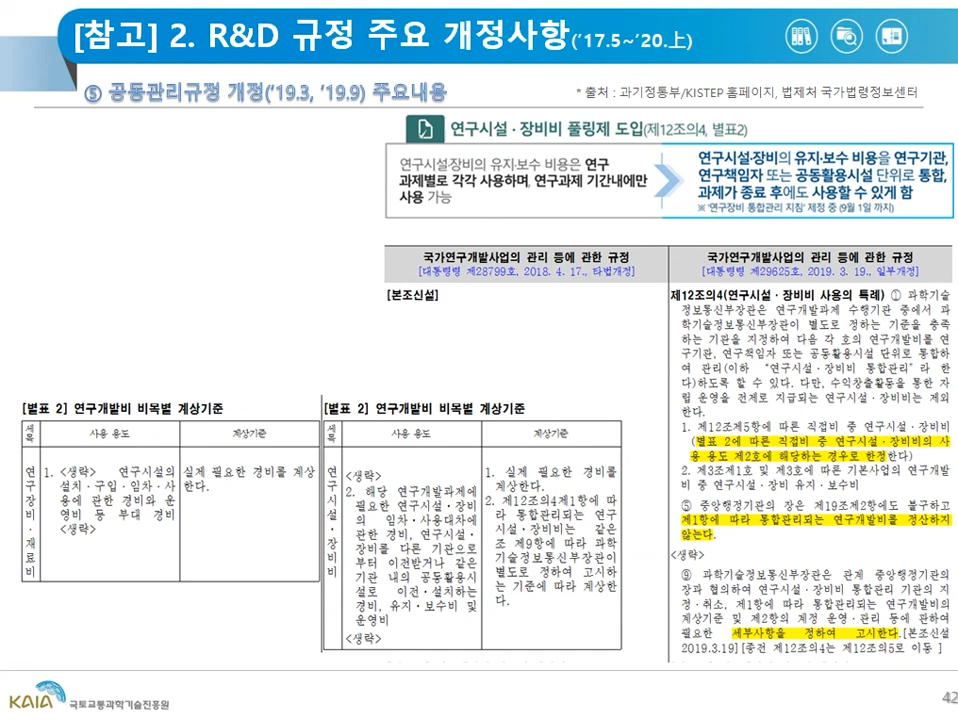 [참고] 2. R&D 규정 주요 개정사항('17.5~'20.上)
⑤ 공동관리규정 개정('19.3, '19.9) 주요내용
* 출처 : 과기정통부/KISTEP 홈페이지, 법제처 국가법령정보센터
연구시설·장비비 풀링제 도입(제12조의4, 별표2)
연구시설장비의 유지·보수 비용은 연구
과제별로 각각 사용하며, 연구과제 기간내에만
사용 가능
연구시설·장비의 유지·보수 비용을 연구기관,
연구책임자 또는 공동활용시설 단위로 통합,
과제가 종료 후에도 사용할 수 있게 함
※ '연구장비 통합관리 지침' 제정 중 (9월 1일 까지)
국가연구개발사업의 관리 등에 관한 규정
[대통령령 제28799호, 2018. 4. 17., 타법개정]
국가연구개발사업의 관리 등에 관한 규정
[대통령령 제29625호, 2019. 3. 19., 일부개정]
[본조신설]
제12조의4(연구시설·장비비 사용의 특례) ① 과학기술
정보통신부장관은 연구개발과제 수행기관 중에서 과
학기술정보통신부장관이 별도로 정하는 기준을 충족
하는 기관을 지정하여 다음 각 호의 연구개발비를 연
구기관, 연구책임자 또는 공동활용시설 단위로 통합하
여 관리(이하 “연구시설·장비비 통합관리”라 한
다)하도록 할 수 있다. 다만, 수익창출활동을 통한 자
립 운영을 전제로 지급되는 연구시설·장비비는 제외
한다.
1. 제12조제5항에 따른 직접비 중 연구시설·장비비
(별표 2에 따른 직접비 중 연구시설·장비비의 사
용 용도 제2호에 해당하는 경우로 한정한다)
2. 제3조제1호 및 제3호에 따른 기본사업의 연구개발
비 중 연구시설·장비 유지·보수비
⑤ 중앙행정기관의 장은 제19조제2항에도 불구하고
제1항에 따라 통합관리되는 연구개발비를 정산하지
않는다.
<생략>
⑨ 과학기술정보통신부장관은 관계 중앙행정기관의
장과 협의하여 연구시설·장비비 통합관리 기관의 지
정·취소, 제1항에 따라 통합관리되는 연구개발비의
계상기준 및 제2항의 계정 운영·관리 등에 관하여
필요한 세부사항을 정하여 고시한다.[본조신설
2019.3.19][종전 제12조의4는 제12조의5로 이동 ]
[별표 2] 연구개발비 비목별 계상기준
세목
사용 용도
계상기준
연구장비·재료비
1. <생략> 연구시설의
설치·구입·임차·사
용에 관한 경비와 운
영비 등 부대 경비
<생략>
실제 필요한 경비를 계상
한다.
[별표 2] 연구개발비 비목별 계상기준
세목
사용 용도
계상기준
연구시설·장비비
<생략>
2. 해당 연구개발과제에
필요한 연구시설·장비
의 임차·사용대차에
관한 경비, 연구시설·
장비를 다른 기관으로
부터 이전받거나 같은
기관 내의 공동활용시
설로 이전·설치하는
경비, 유지·보수비 및
운영비
<생략>
1. 실제 필요한 경비를
계상한다.
2. 제12조의4제1항에 따
라 통합관리되는 연구
시설·장비비는 같은
조 제9항에 따라 과학
기술정보통신부장관이
별도로 정하여 고시하
는 기준에 따라 계상한
다.
KAIA 국토교통과학기술진흥원
42